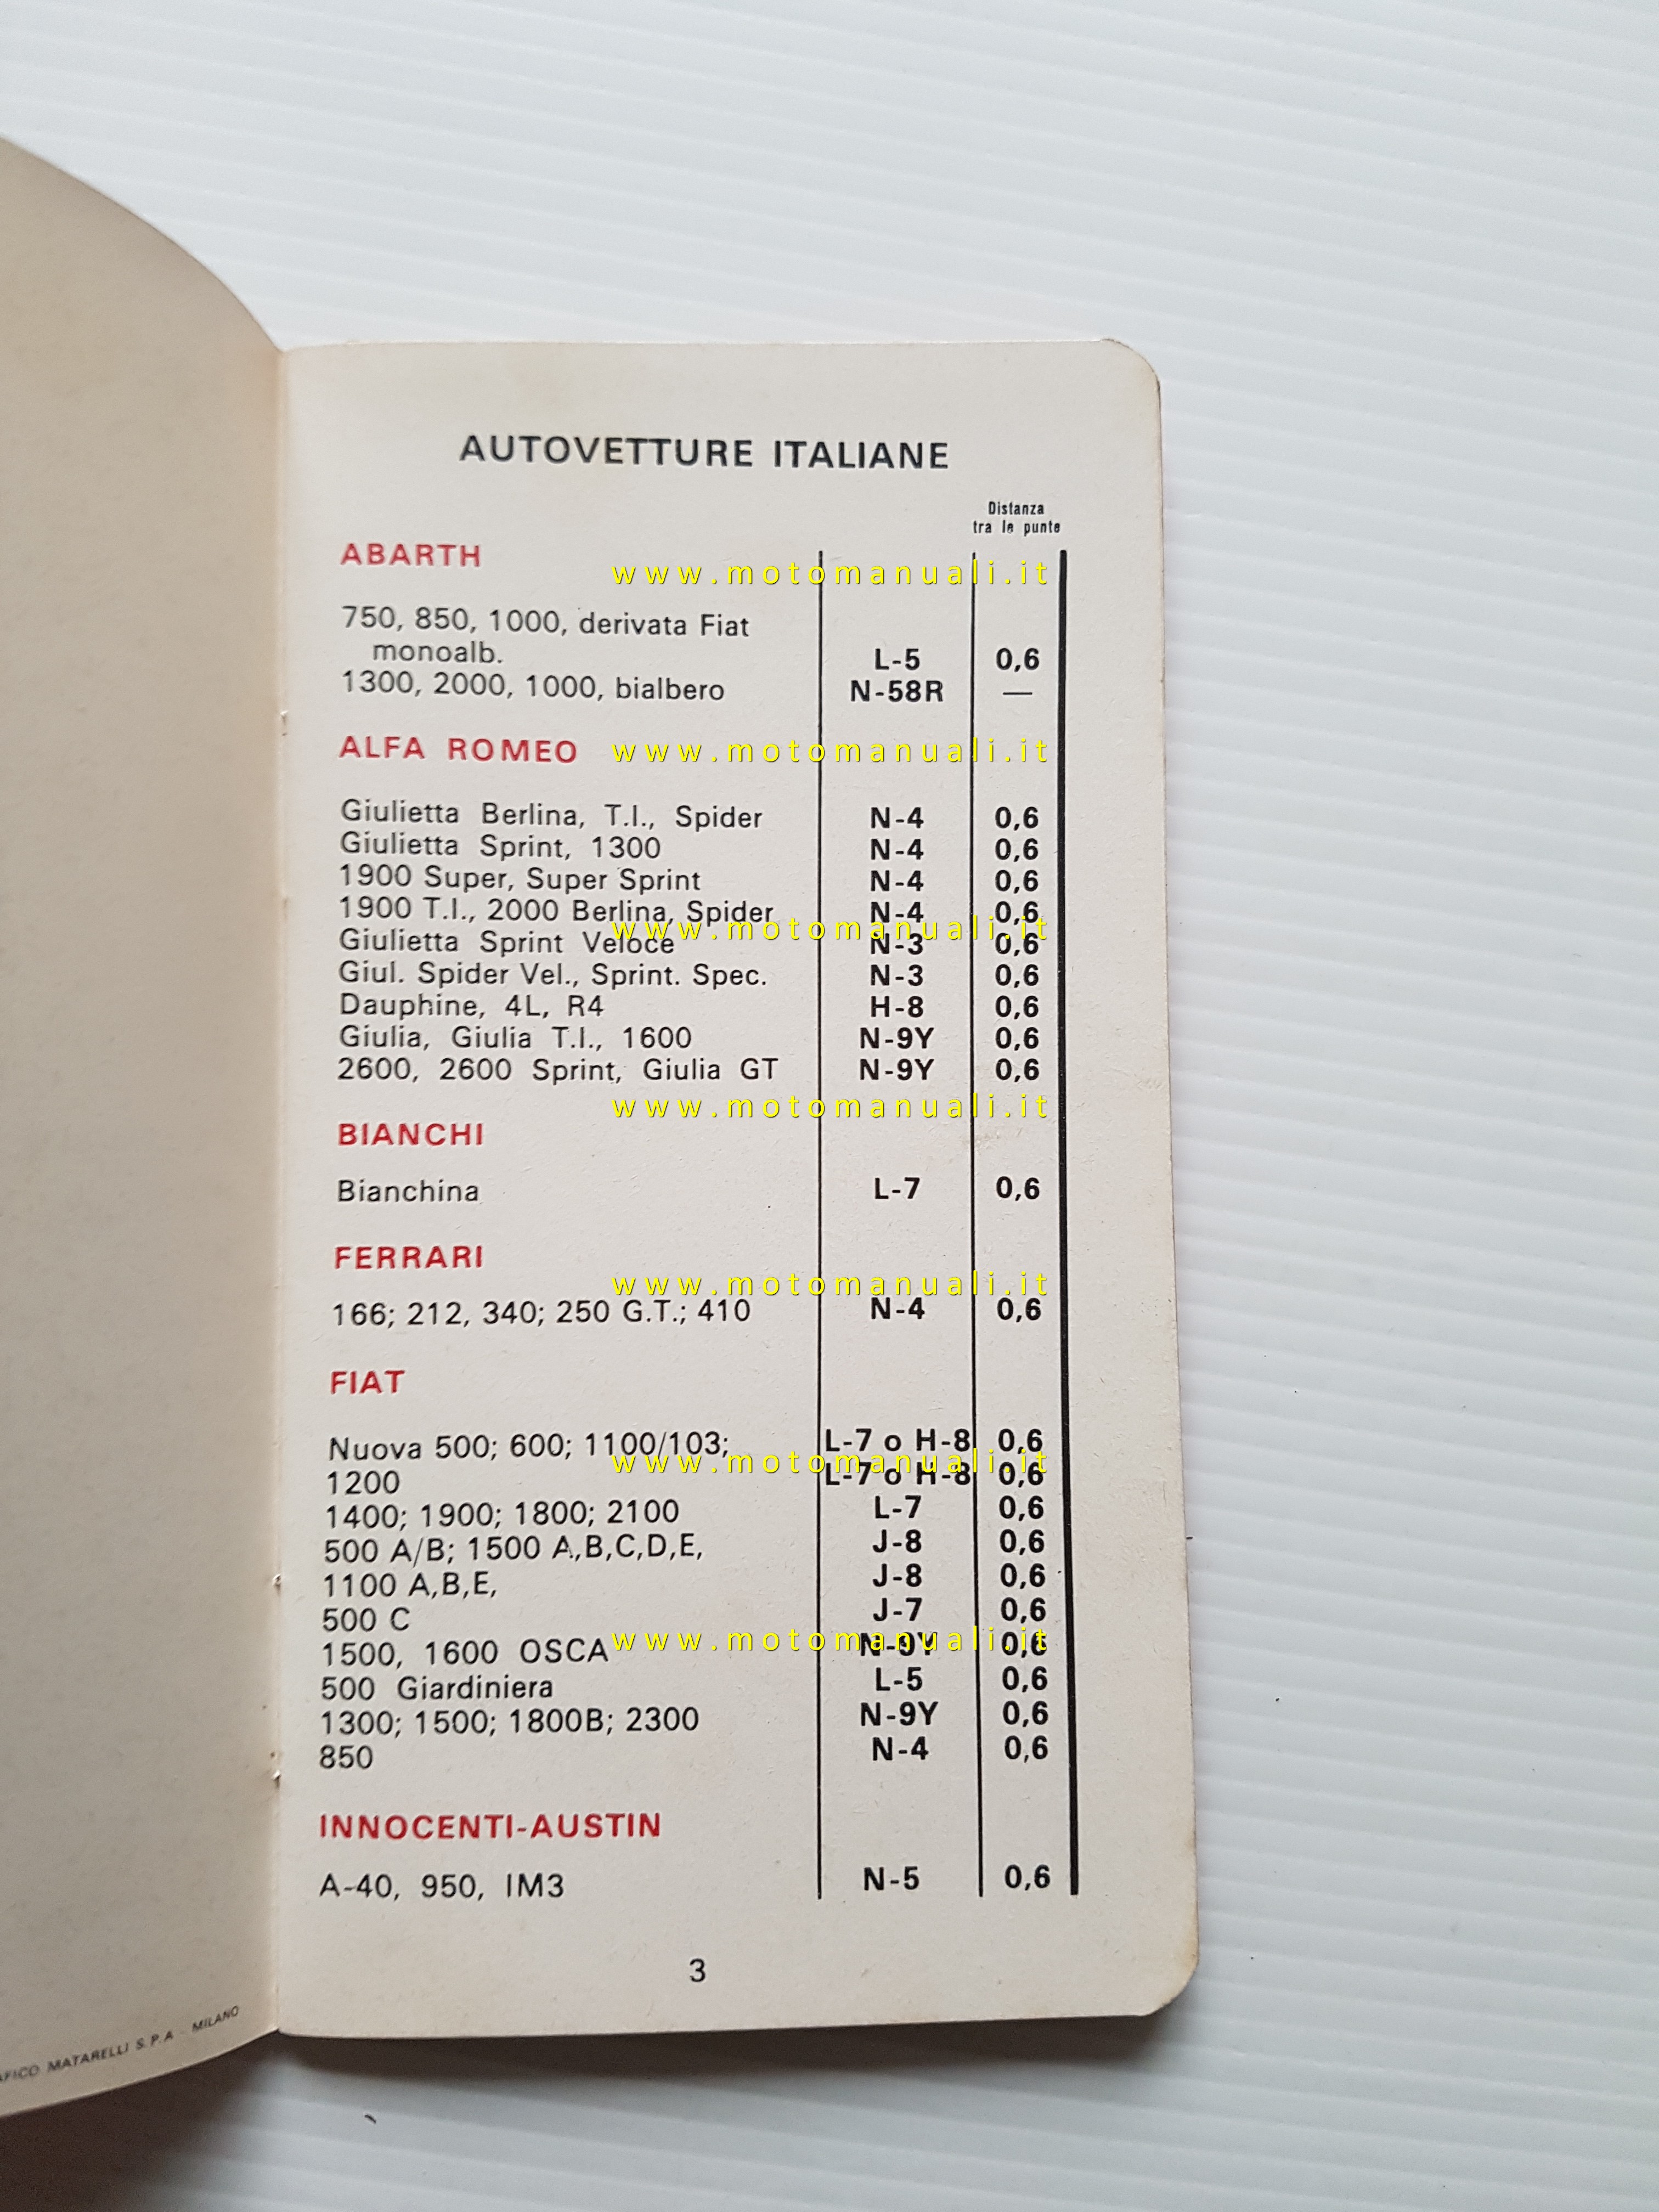 AUTOVETTURE ITALIANE
Distanza
tra le punte
ABARTH
www.motomanuali.it
750, 850, 1000, derivata Fiat
monoalb. L-5 0,6
1300, 2000, 1000, bialbero N-58R —
ALFA ROMEO
www.motomanuali.it
Giulietta Berlina, T.I., Spider N-4 0,6
Giulietta Sprint, 1300 N-4 0,6
1900 Super, Super Sprint N-4 0,6
1900 T.I., 2000 Berlina, Spider N-4 0,6
www.motomanuali.it
Giulietta Sprint Veloce N-3 0,6
Giul. Spider Vel., Sprint. Spec. N-3 0,6
Dauphine, 4L, R4 H-8 0,6
Giulia, Giulia T.I., 1600 N-9Y 0,6
2600, 2600 Sprint, Giulia GT N-9Y 0,6
www.motomanuali.it
BIANCHI
Bianchina L-7 0,6
FERRARI
www.motomanuali.it
166; 212, 340; 250 G.T.; 410 N-4 0,6
FIAT
Nuova 500; 600; 1100/103; L-7 o H-8 0,6
www.motomanuali.it
1200 L-7 o H-8 0,6
1400; 1900; 1800; 2100 L-7 0,6
500 A/B; 1500 A,B,C,D,E, J-8 0,6
1100 A,B,E, J-8 0,6
500 C J-7 0,6
www.motomanuali.it
1500, 1600 OSCA N-9Y 0,6
500 Giardiniera L-5 0,6
1300; 1500; 1800B; 2300 N-9Y 0,6
850 N-4 0,6
INNOCENTI-AUSTIN
A-40, 950, IM3 N-5 0,6
3
MATARELLI S.P.A - MILANO